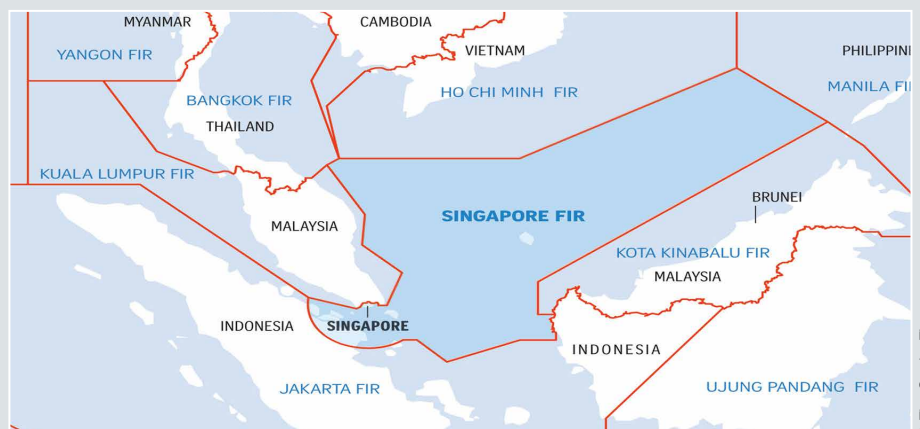 MYANMAR
CAMBODIA
YANGON FIR
VIETNAM
PHILIPPIN
BANGKOK FIR
HO CHI MINH FIR
MANILA FI
THAILAND
KUALA LUMPUR FIR
BRUNEI
MALAYSIA
SINGAPORE FIR
KOTA KINABALU FIR
MALAYSIA
INDONESIA
SINGAPORE
INDONESIA
JAKARTA FIR
UJUNG PANDANG FIR